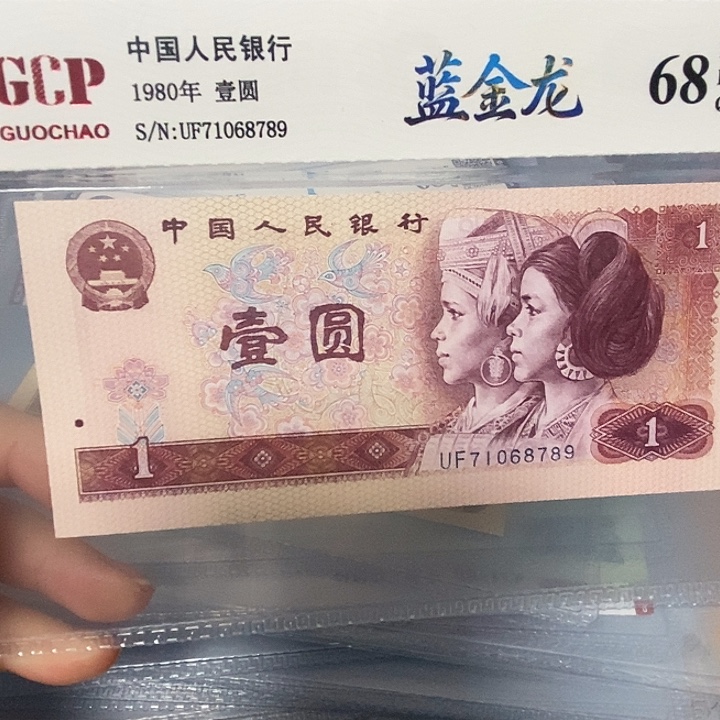 GCP
GUOCHAO
中国人民银行
1980年 壹圆
S/N:UF71068789
蓝金龙
68
中国人民银行
1
壹圆
1
1
UF71068789